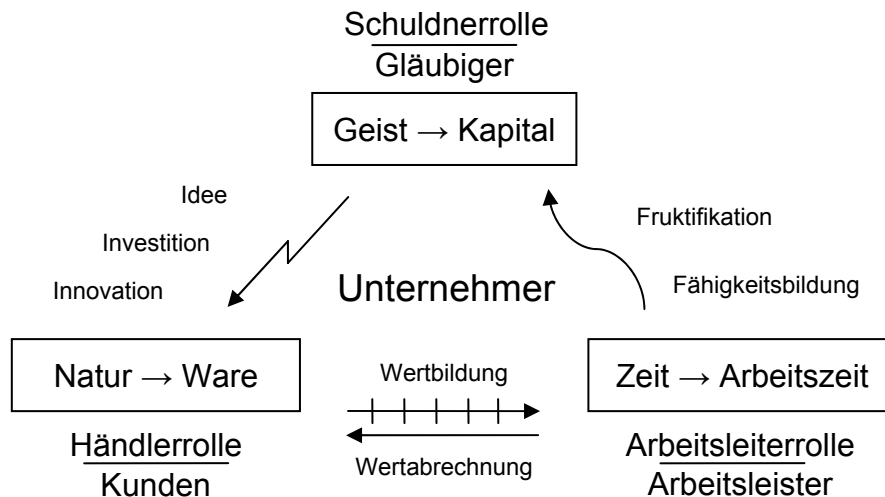 Schuldnerrolle
Gläubiger
Geist → Kapital
Idee
Investition
Innovation
Fruktifikation
Fähigkeitsbildung
Unternehmer
Natur → Ware
Wertbildung
Wertabrechnung
Zeit → Arbeitszeit
Händlerrolle
Kunden
Arbeitsleiterrolle
Arbeitsleister